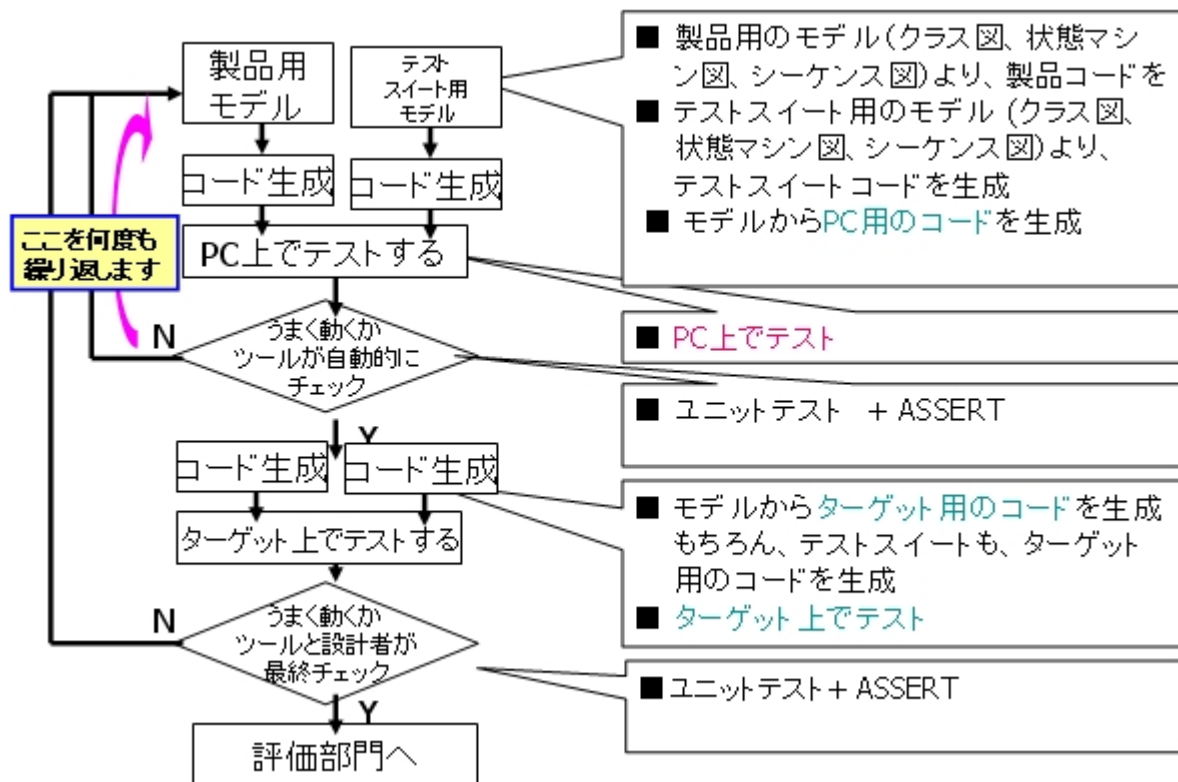 製品用
モデル
テスト
スイート用
モデル
コード生成
コード生成
ここを何度も
繰り返します
PC上でテストする
N
うまく動くか
ツールが自動的に
チェック
Y
コード生成
コード生成
ターゲット上でテストする
N
うまく動くか
ツールと設計者が
最終チェック
Y
評価部門へ
■ 製品用のモデル(クラス図、状態マシ
ン図、シーケンス図)より、製品コードを
■ テストスイート用のモデル (クラス図、
状態マシン図、シーケンス図)より、
テストスイートコードを生成
■ モデルからPC用のコードを生成
■ PC上でテスト
■ ユニットテスト + ASSERT
■ モデルからターゲット用のコードを生成
もちろん、テストスイートも、ターゲット
用のコードを生成
■ ターゲット上でテスト
■ ユニットテスト+ ASSERT